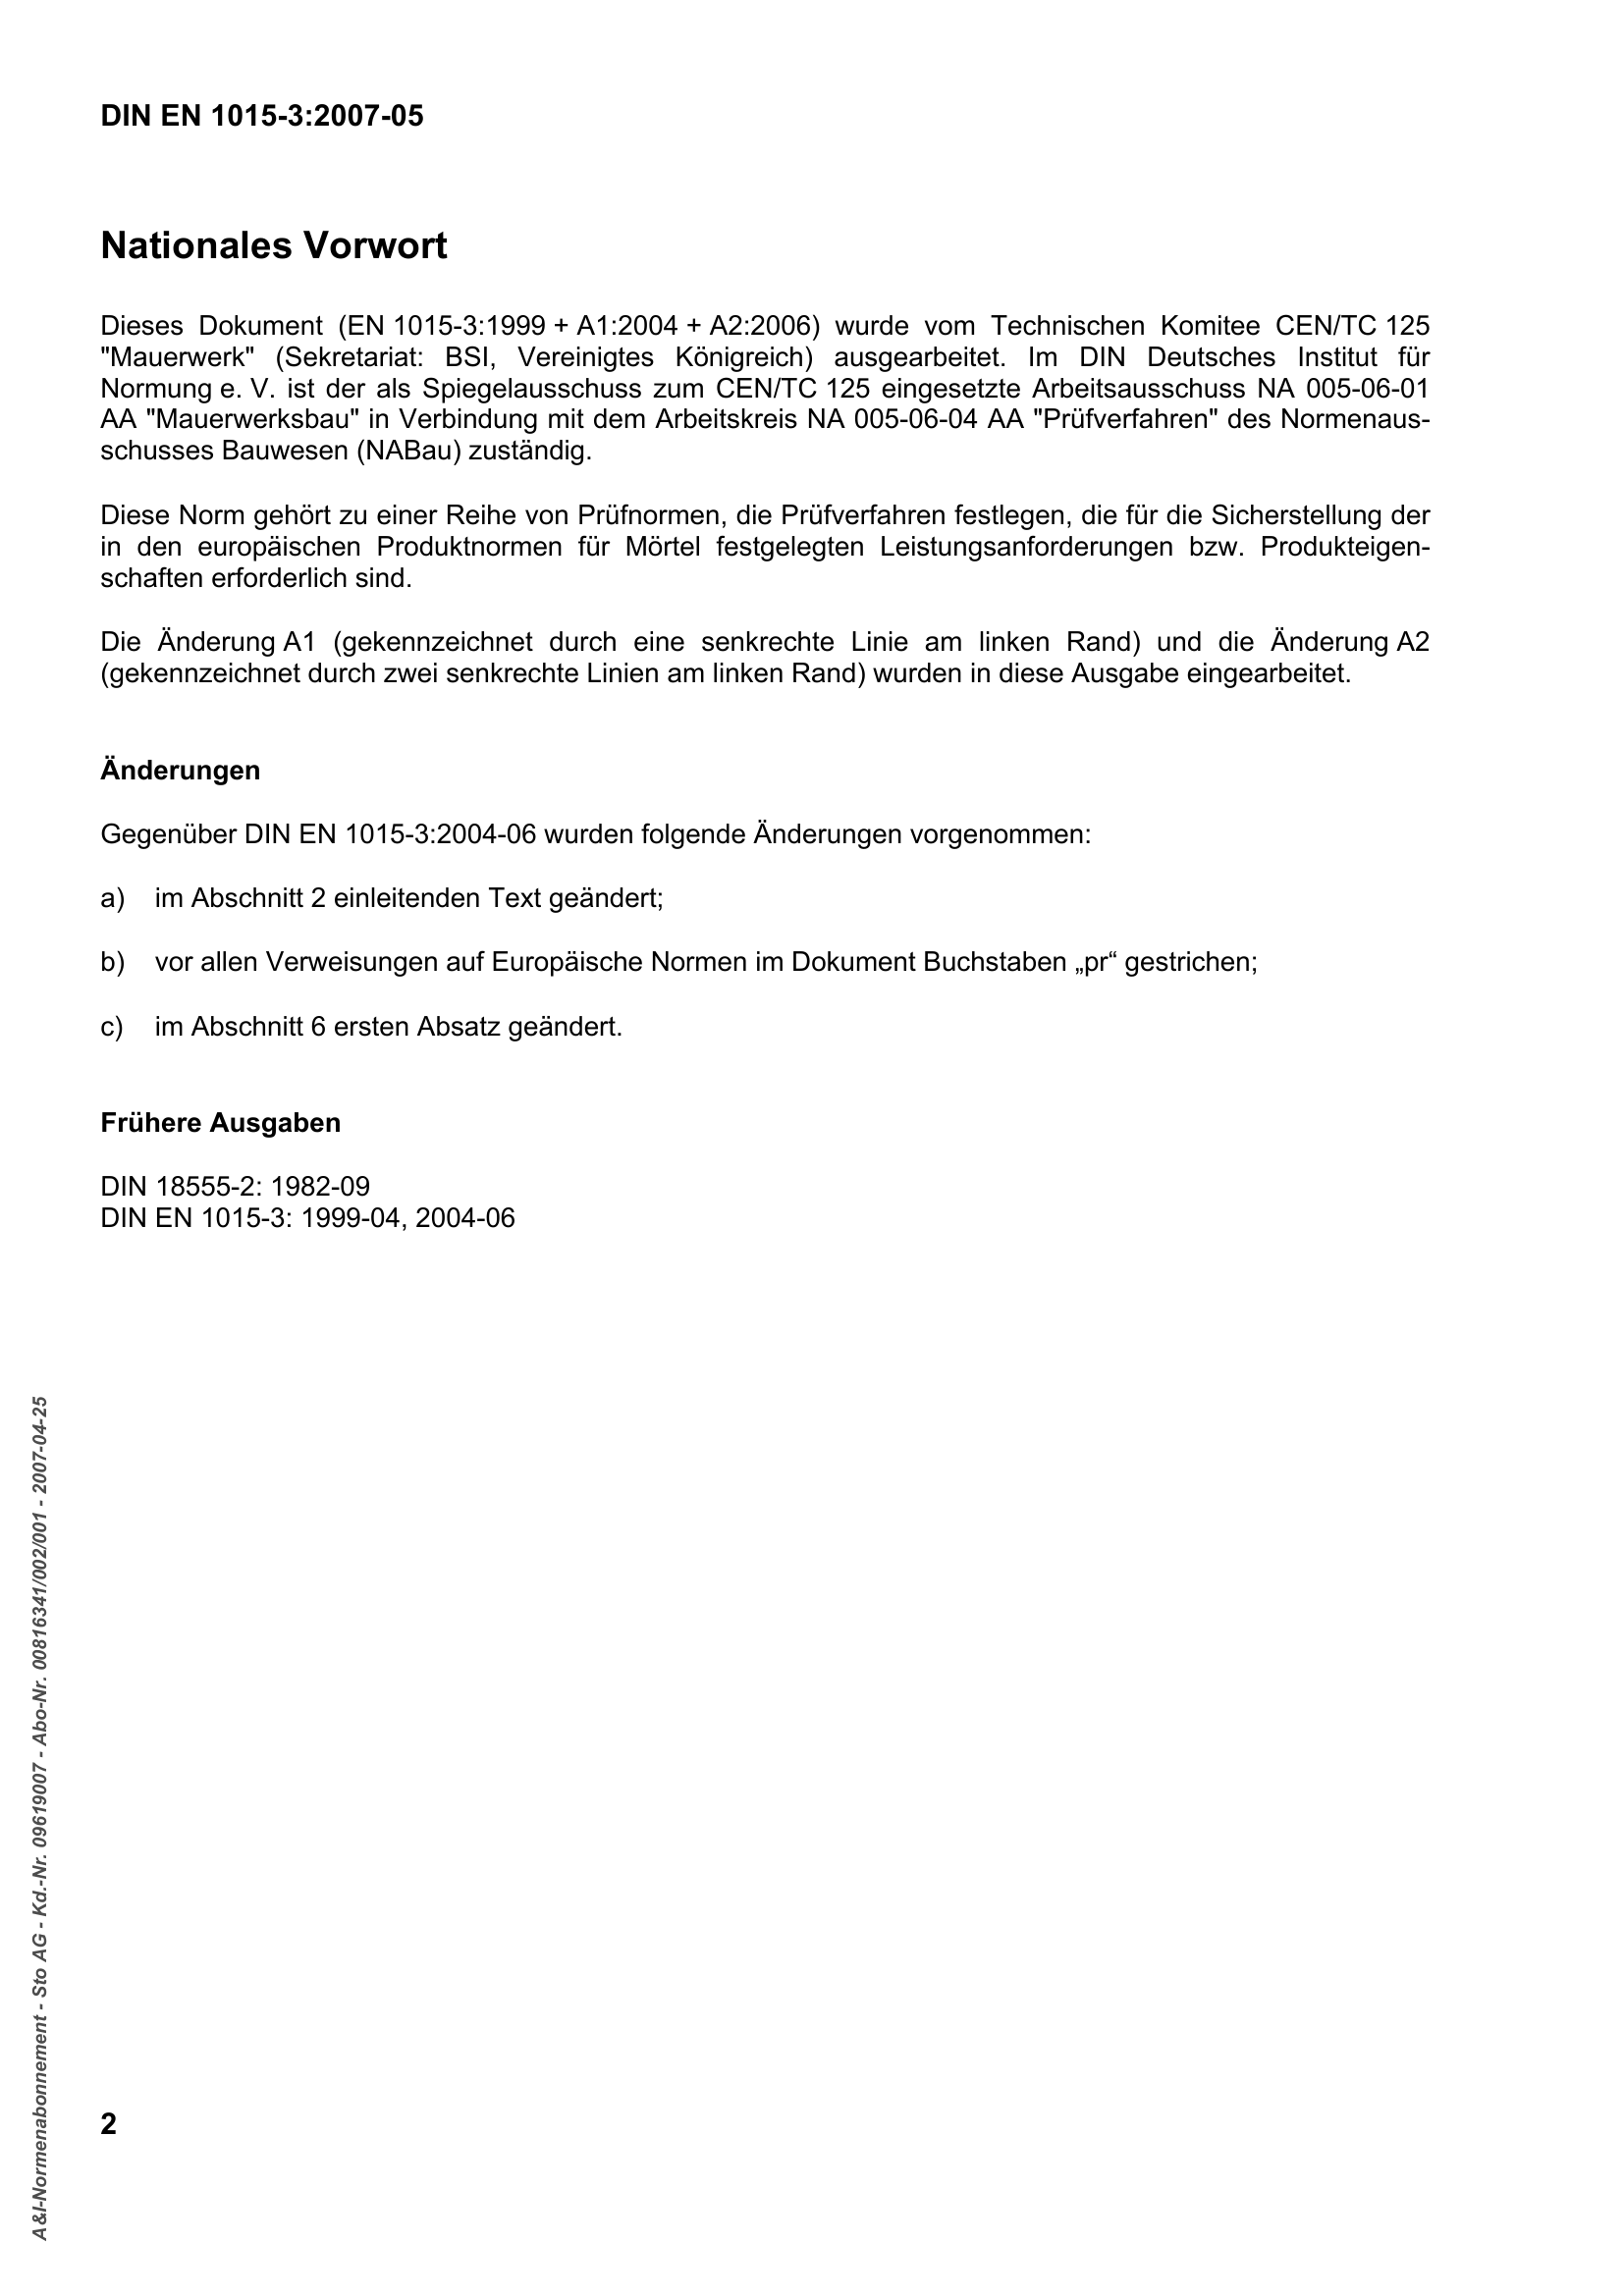 DIN EN 1015-3:2007-05
Nationales Vorwort
Dieses Dokument (EN 1015-3:1999 + A1:2004 + A2:2006) wurde vom Technischen Komitee CEN/TC 125
"Mauerwerk" (Sekretariat: BSI, Vereinigtes Königreich) ausgearbeitet. Im DIN Deutsches Institut für
Normung e. V. ist der als Spiegelausschuss zum CEN/TC 125 eingesetzte Arbeitsausschuss NA 005-06-01
AA "Mauerwerksbau" in Verbindung mit dem Arbeitskreis NA 005-06-04 AA "Prüfverfahren" des Normenaus-
schusses Bauwesen (NABau) zuständig.
Diese Norm gehört zu einer Reihe von Prüfnormen, die Prüfverfahren festlegen, die für die Sicherstellung der
in den europäischen Produktnormen für Mörtel festgelegten Leistungsanforderungen bzw. Produkteigen-
schaften erforderlich sind.
Die Änderung A1 (gekennzeichnet durch eine senkrechte Linie am linken Rand) und die Änderung A2
(gekennzeichnet durch zwei senkrechte Linien am linken Rand) wurden in diese Ausgabe eingearbeitet.
Änderungen
Gegenüber DIN EN 1015-3:2004-06 wurden folgende Änderungen vorgenommen:
a) im Abschnitt 2 einleitenden Text geändert;
b) vor allen Verweisungen auf Europäische Normen im Dokument Buchstaben „pr“ gestrichen;
c) im Abschnitt 6 ersten Absatz geändert.
Frühere Ausgaben
DIN 18555-2: 1982-09
DIN EN 1015-3: 1999-04, 2004-06
A&I-Normenabonnement - Sto AG - Kd.-Nr. 09619007 - Abo-Nr. 00816341/002/001 - 2007-04-25
2